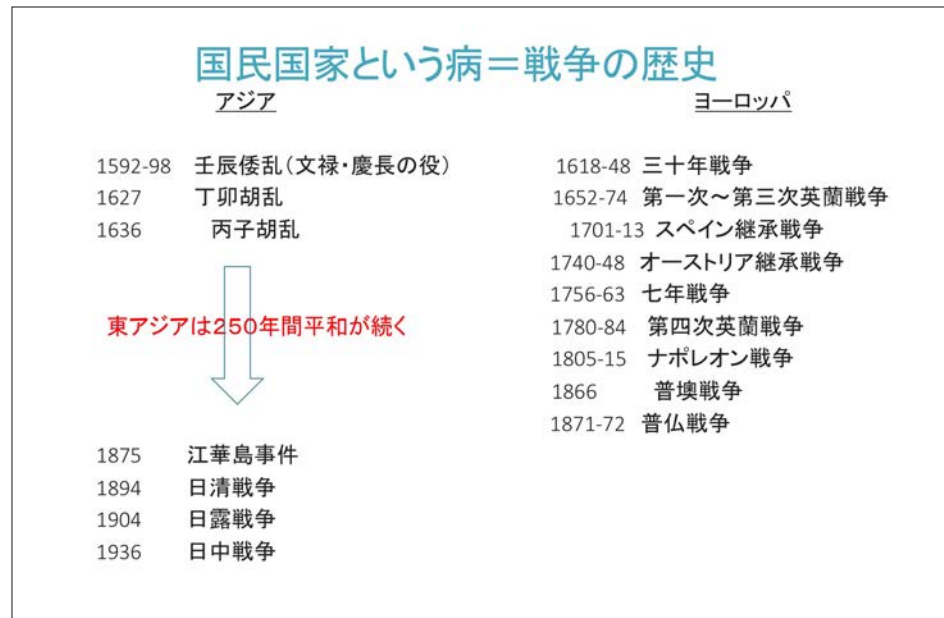 国民国家という病＝戦争の歴史
アジア
1592-98 壬辰倭乱(文禄・慶長の役)
1627 丁卯胡乱
1636 丙子胡乱
東アジアは250年間平和が続く
1875 江華島事件
1894 日清戦争
1904 日露戦争
1936 日中戦争
ヨーロッパ
1618-48 三十年戦争
1652-74 第一次～第三次英蘭戦争
1701-13 スペイン継承戦争
1740-48 オーストリア継承戦争
1756-63 七年戦争
1780-84 第四次英蘭戦争
1805-15 ナポレオン戦争
1866 普墺戦争
1871-72 普仏戦争